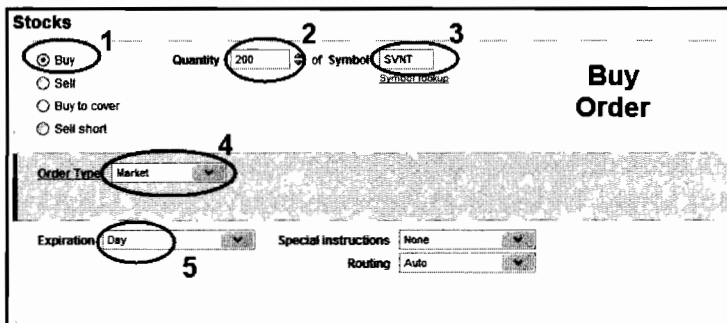 Stocks
1
2
3
Buy
Quantity 200 of Symbol SVNT
Symbol lookup
Sell
Buy to cover
Sell short
Buy
Order
4
Order Type Market
Expiration Day
5
Special instructions None
Routing Auto